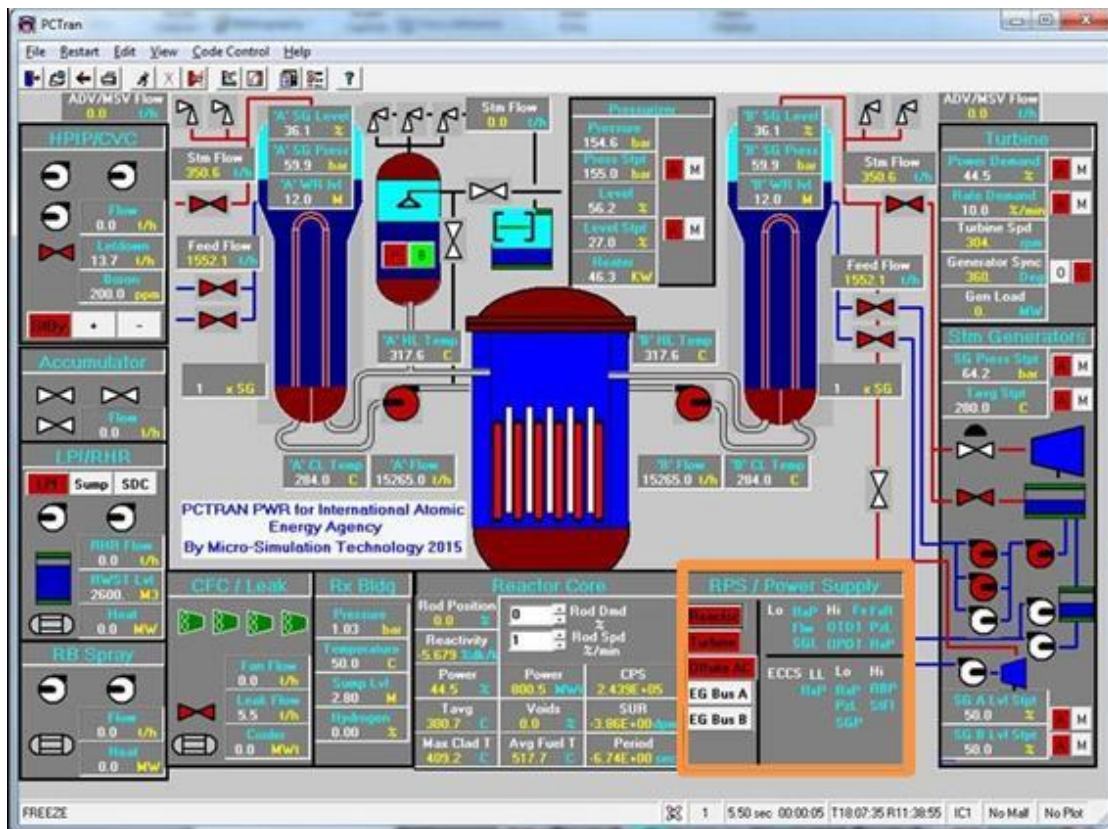 PCTran
File Restart Edit View Code Control Help
ADV/MSV Flow
0.0 t/h
HPIP/CVC
Flow
0.0 t/h
Letdown
13.7 t/h
Boron
200.0 ppm
+ -
Accumulator
Flow
0.0 t/h
LPI/RHR
LPI Sump SDC
RHR Flow
0.0 t/h
RWST Lvl
2600. M3
Heat
0.0 MW
RB Spray
Flow
0.0 t/h
Heat
0.0 MW
Stm Flow
350.6 t/h
Feed Flow
1552.1 t/h
1 x SG
'A' SG Level
36.1 %
'A' SG Press
59.9 bar
'A' WR lvl
12.0 M
Stm Flow
0.0 t/h
Pressurizer
Pressure
154.6 bar
Press Stpt
155.0 bar
A M
Level
56.2 %
Level Stpt
27.0 %
A M
Heater
46.3 KW
'B' SG Level
36.1 %
'B' SG Press
59.9 bar
'B' WR lvl
12.0 M
ADV/MSV Flow
0.0 t/h
Stm Flow
350.6 t/h
Feed Flow
1552.1 t/h
1 x SG
'A' HL Temp
317.6 C
'B' HL Temp
317.6 C
'A' CL Temp
284.0 C
'A' Flow
15265.0 t/h
'B' Flow
15265.0 t/h
'B' CL Temp
284.0 C
PCTRAN PWR for International Atomic
Energy Agency
By Micro-Simulation Technology 2015
Turbine
Power Demand
44.5 %
A M
Rate Demand
10.0 %/min
A M
Turbine Spd
304. rpm
Generator Sync
360. Deg
O C
Gen Load
0. MW
Stm Generators
SG Press Stpt
64.2 bar
A M
Tavg Stpt
280.0 C
A M
SG A Lvl Stpt
50.0 %
A M
SG B Lvl Stpt
50.0 %
A M
CFC / Leak
Fan Flow
0.0 t/h
Leak Flow
5.5 t/h
Cooler
0.0 MWt
Rx Bldg
Pressure
1.03 bar
Temperature
50.0 C
Sump Lvl
2.80 M
Hydrogen
0.00 %
Reactor Core
Rod Position
0.0 %
0 Rod Dmd
%
Reactivity
-5.679 %dk/k
1 Rod Spd
%/min
Power Power CPS
44.5 % 800.5 MWt 2.439E+05
Tavg Voids SUR
300.7 C 0.0 % -3.86E+00 dpm
Max Clad T Avg Fuel T Period
409.2 C 517.7 C -6.74E+00 sec
RPS / Power Supply
Reactor
Turbine
Offsite AC
EG Bus A
EG Bus B
Lo RxP Hi Fx
Flw OTDT PzL
SGL OPDT RxP
ECCS LL Lo Hi
RxP RxP RBP
PzL StFl
SGP
FREEZE
1 5.50 sec 00:00:05 T18:07:35 R11:38:55 IC1 No Malf No Plot